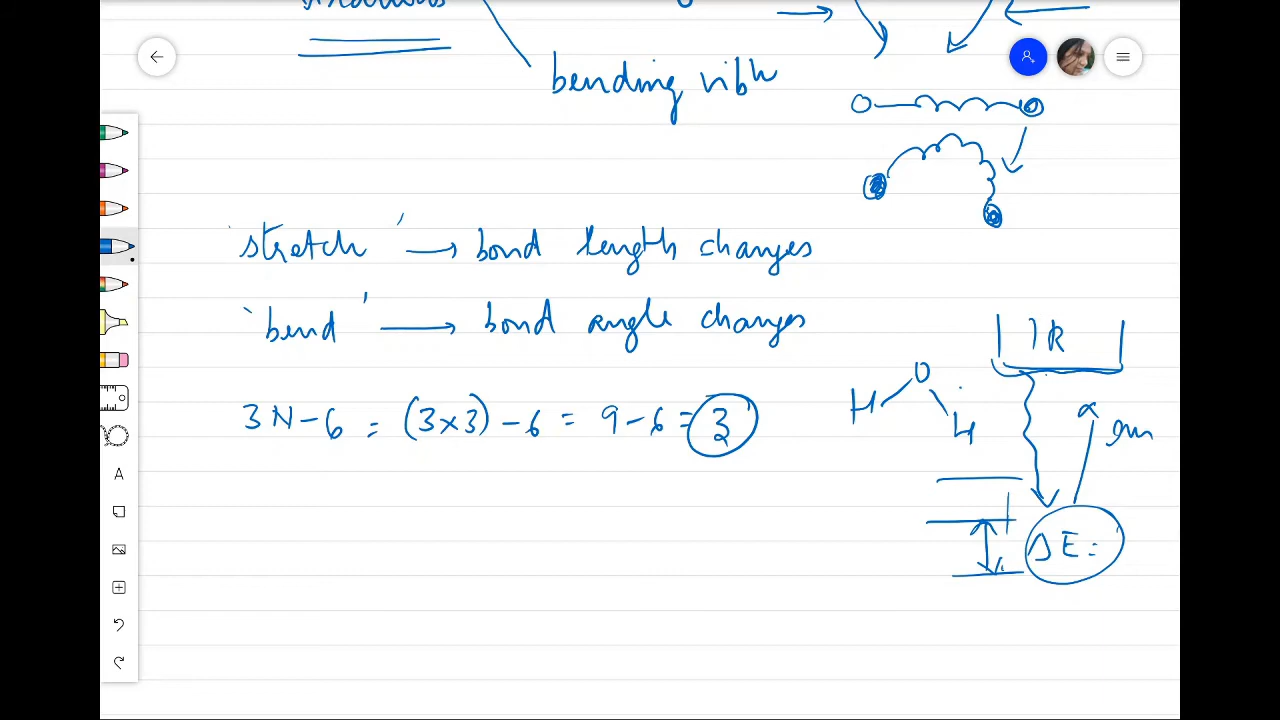 bending vibⁿ
'stretch' → bond length changes
`bend' → bond angle changes
IR
3N-6 = (3×3) - 6 = 9-6 = 3
O
H
H
α
ΔE =
A